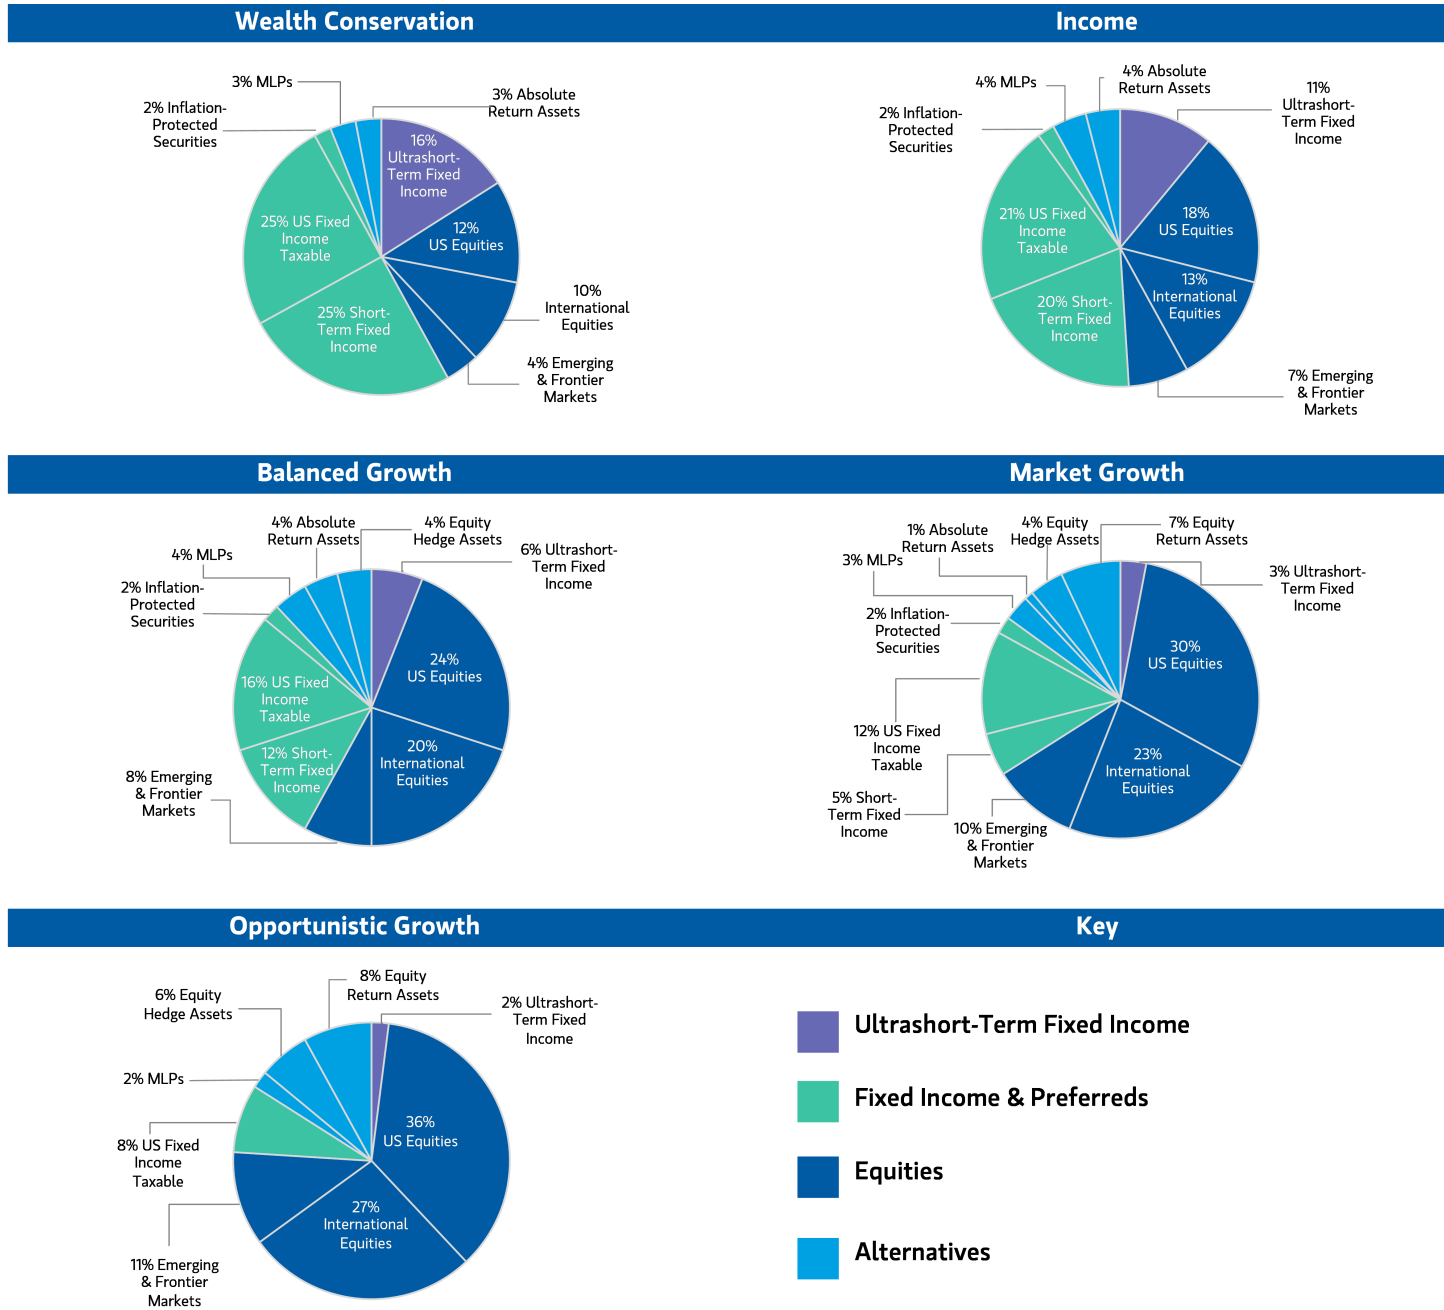 Wealth Conservation
3% MLPs
3% Absolute
Return Assets
2% Inflation-
Protected
Securities
16%
Ultrashort-
Term Fixed
Income
12%
US Equities
25% US Fixed
Income
Taxable
10%
International
Equities
25% Short-
Term Fixed
Income
4% Emerging
& Frontier
Markets
Income
4% MLPs
4% Absolute
Return Assets
11%
Ultrashort-
Term Fixed
Income
2% Inflation-
Protected
Securities
18%
US Equities
21% US Fixed
Income
Taxable
13%
International
Equities
20% Short-
Term Fixed
Income
7% Emerging
& Frontier
Markets
Balanced Growth
4% Absolute
Return Assets
4% Equity
Hedge Assets
4% MLPs
6% Ultrashort-
Term Fixed
Income
2% Inflation-
Protected
Securities
24%
US Equities
16% US Fixed
Income
Taxable
20%
International
Equities
12% Short-
Term Fixed
Income
8% Emerging
& Frontier
Markets
Market Growth
1% Absolute
Return Assets
4% Equity
Hedge Assets
7% Equity
Return Assets
3% MLPs
3% Ultrashort-
Term Fixed
Income
2% Inflation-
Protected
Securities
30%
US Equities
12% US Fixed
Income
Taxable
23%
International
Equities
5% Short-
Term Fixed
Income
10% Emerging
& Frontier
Markets
Opportunistic Growth
8% Equity
Return Assets
6% Equity
Hedge Assets
2% Ultrashort-
Term Fixed
Income
2% MLPs
36%
US Equities
8% US Fixed
Income
Taxable
27%
International
Equities
11% Emerging
& Frontier
Markets
Key
Ultrashort-Term Fixed Income
Fixed Income & Preferreds
Equities
Alternatives